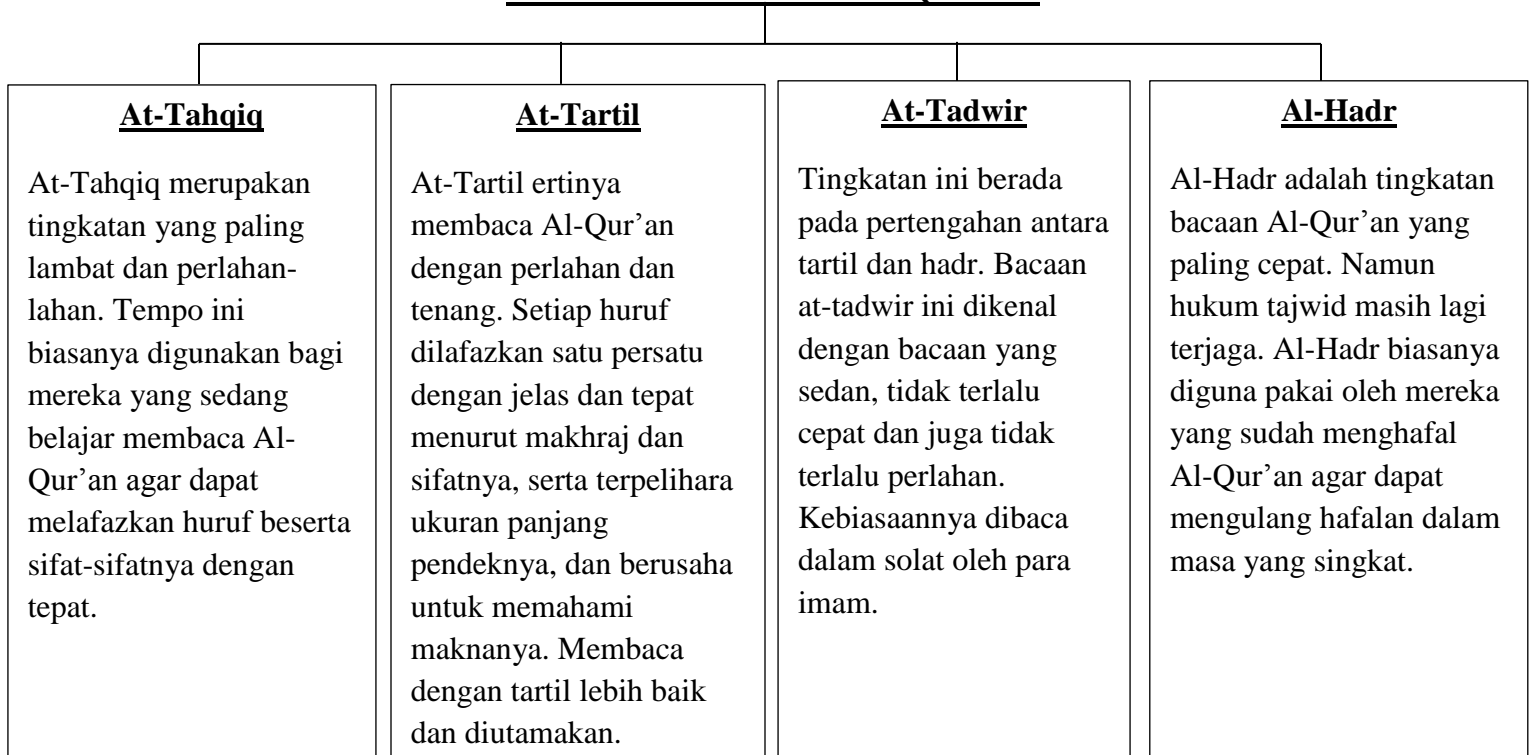 At-Tahqiq
At-Tahqiq merupakan
tingkatan yang paling
lambat dan perlahan-
lahan. Tempo ini
biasanya digunakan bagi
mereka yang sedang
belajar membaca Al-
Qur’an agar dapat
melafazkan huruf beserta
sifat-sifatnya dengan
tepat.
At-Tartil
At-Tartil ertinya
membaca Al-Qur’an
dengan perlahan dan
tenang. Setiap huruf
dilafazkan satu persatu
dengan jelas dan tepat
menurut makhraj dan
sifatnya, serta terpelihara
ukuran panjang
pendeknya, dan berusaha
untuk memahami
maknanya. Membaca
dengan tartil lebih baik
dan diutamakan.
At-Tadwir
Tingkatan ini berada
pada pertengahan antara
tartil dan hadr. Bacaan
at-tadwir ini dikenal
dengan bacaan yang
sedan, tidak terlalu
cepat dan juga tidak
terlalu perlahan.
Kebiasaannya dibaca
dalam solat oleh para
imam.
Al-Hadr
Al-Hadr adalah tingkatan
bacaan Al-Qur’an yang
paling cepat. Namun
hukum tajwid masih lagi
terjaga. Al-Hadr biasanya
diguna pakai oleh mereka
yang sudah menghafal
Al-Qur’an agar dapat
mengulang hafalan dalam
masa yang singkat.